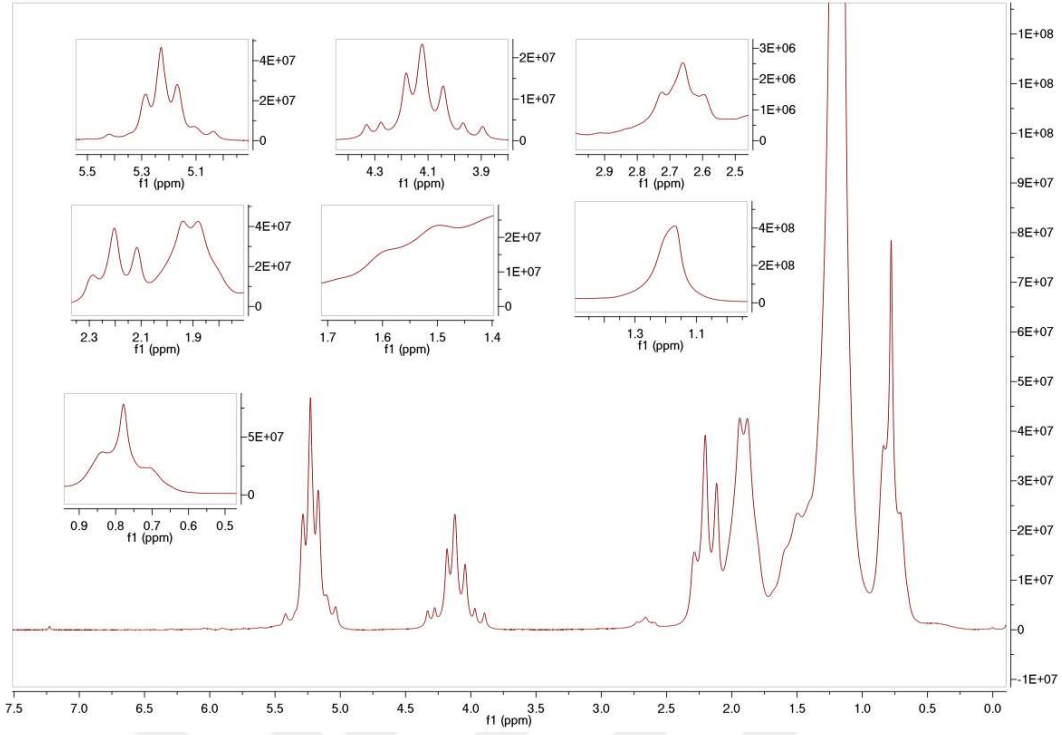 4E+07
2E+07
0
5.5 5.3 5.1
f1 (ppm)
2E+07
1E+07
0
4.3 4.1 3.9
f1 (ppm)
3E+06
2E+06
1E+06
0
2.9 2.8 2.7 2.6 2.5
f1 (ppm)
4E+07
2E+07
0
2.3 2.1 1.9
f1 (ppm)
2E+07
1E+07
0
1.7 1.6 1.5 1.4
f1 (ppm)
4E+08
2E+08
0
1.3 1.1
f1 (ppm)
5E+07
0
0.9 0.8 0.7 0.6 0.5
f1 (ppm)
1E+08
1E+08
1E+08
9E+07
8E+07
7E+07
6E+07
5E+07
4E+07
3E+07
2E+07
1E+07
0
-1E+07
7.5 7.0 6.5 6.0 5.5 5.0 4.5 4.0 3.5 3.0 2.5 2.0 1.5 1.0 0.5 0.0
f1 (ppm)